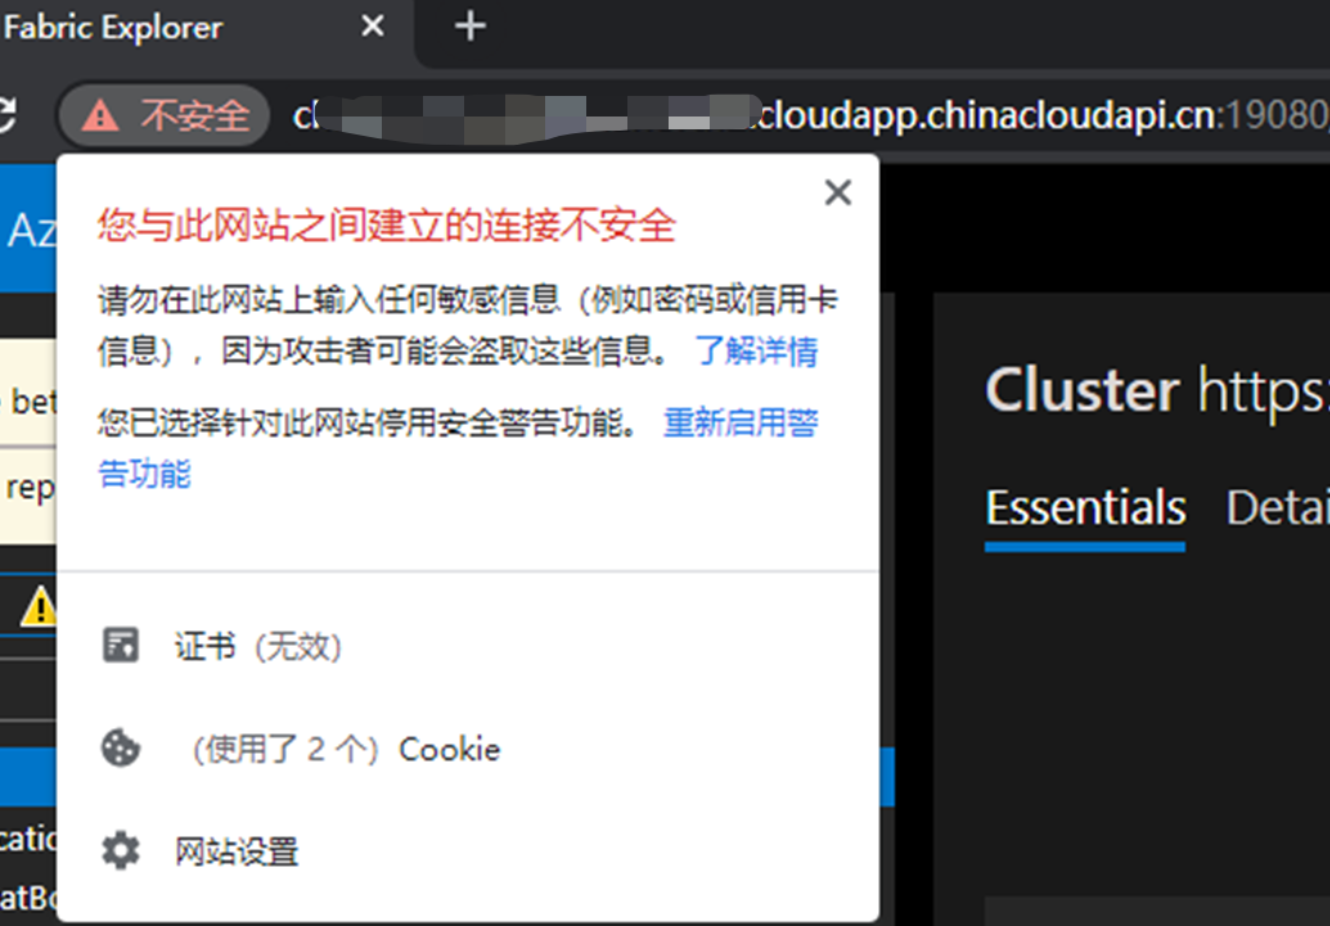 Fabric Explorer
不安全
cloudapp.chinacloudapi.cn:19080
您与此网站之间建立的连接不安全
请勿在此网站上输入任何敏感信息（例如密码或信用卡
信息），因为攻击者可能会盗取这些信息。 了解详情
您已选择针对此网站停用安全警告功能。 重新启用警
告功能
证书（无效）
（使用了 2 个）Cookie
网站设置
Az
bet
rep
Cluster https:
Essentials Detai